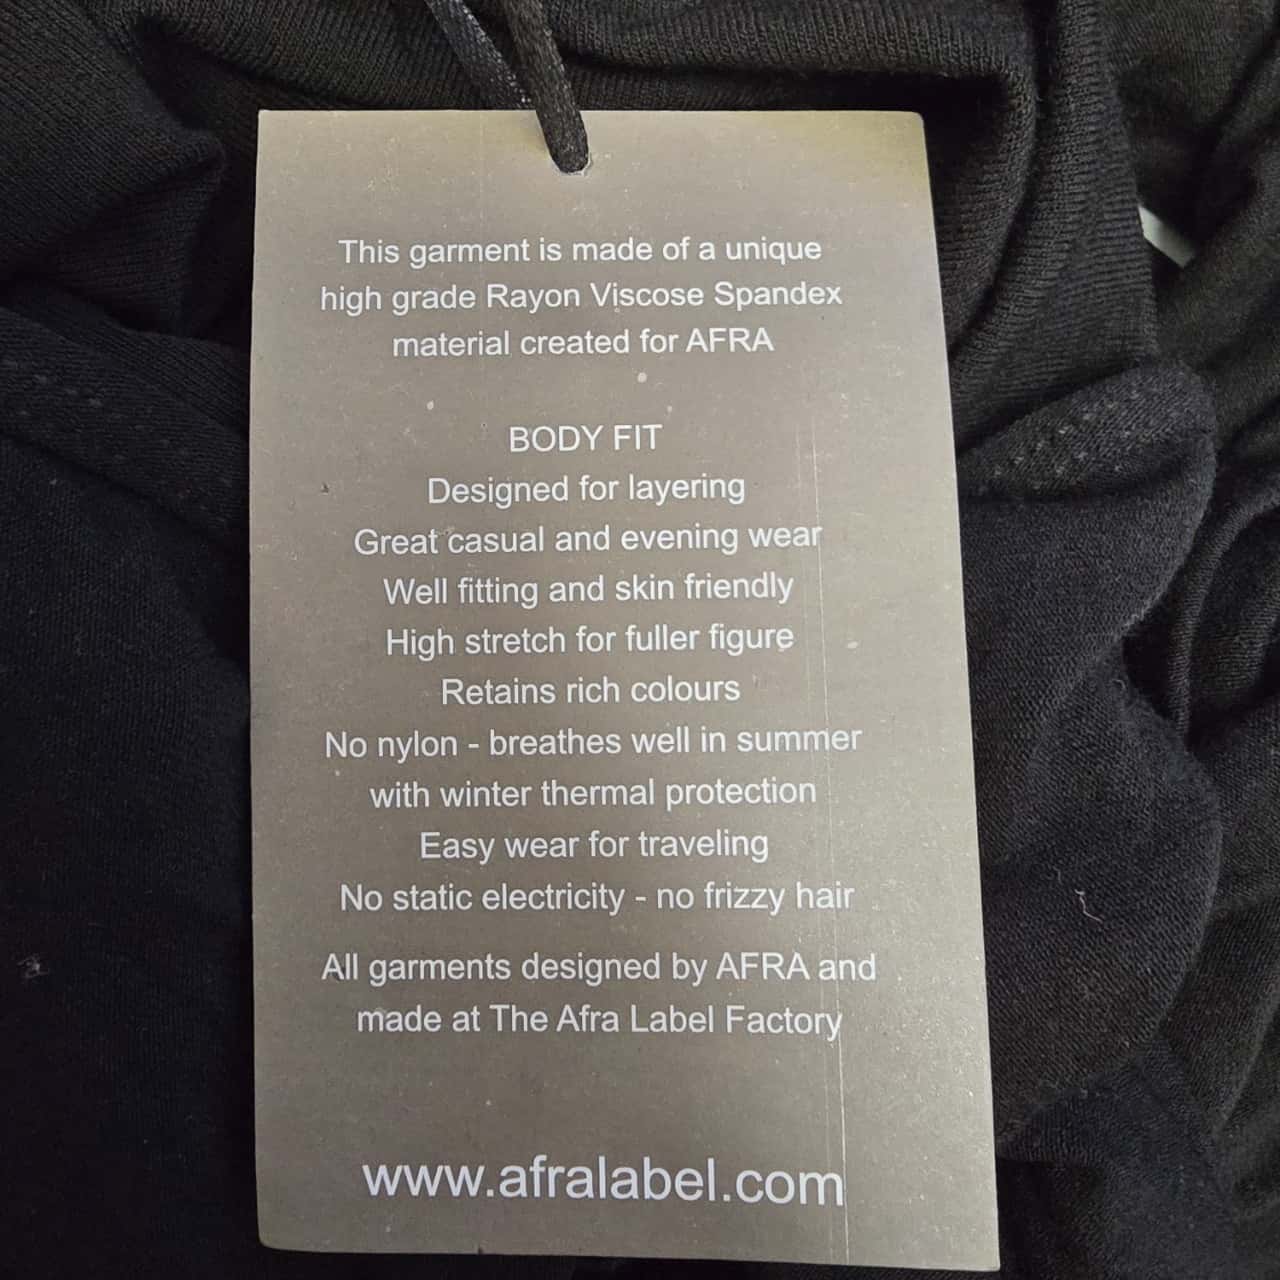 This garment is made of a unique
high grade Rayon Viscose Spandex
material created for AFRA
BODY FIT
Designed for layering
Great casual and evening wear
Well fitting and skin friendly
High stretch for fuller figure
Retains rich colours
No nylon - breathes well in summer
with winter thermal protection
Easy wear for traveling
No static electricity - no frizzy hair
All garments designed by AFRA and
made at The Afra Label Factory
www.afralabel.com